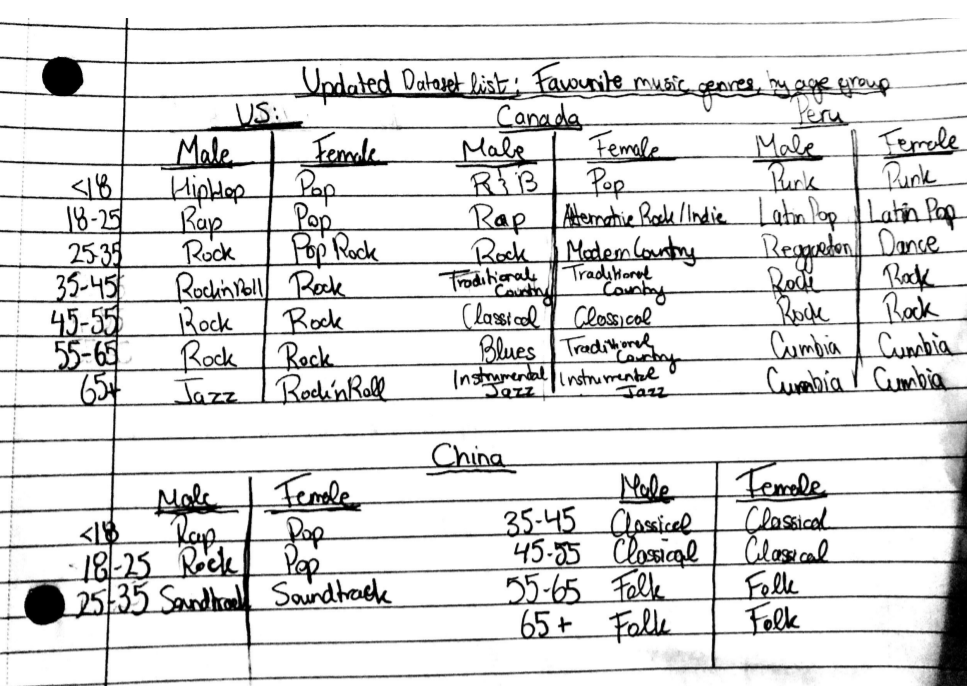 Updated Dataset list: Favourite music genres, by age group
US: Canada Peru
Male Female Male Female Male Female
<18 HipHop Pop R&B Pop Punk Punk
18-25 Rap Pop Rap Alternative Rock/Indie Latin Pop Latin Pop
25-35 Rock Pop Rock Rock Modern Country Reggaeton Dance
35-45 Rockin Roll Rock Traditional Country Traditional Country Rock Rock
45-55 Rock Rock Classical Classical Rock Rock
55-65 Rock Rock Blues Traditional Country Cumbia Cumbia
65+ Jazz Rock'n Roll Instrumental Jazz Instrumental Jazz Cumbia Cumbia
China
Male Female Male Female
<18 Rap Pop 35-45 Classical Classical
18-25 Rock Pop 45-55 Classical Classical
25-35 Soundtrack Soundtrack 55-65 Folk Folk
65+ Folk Folk